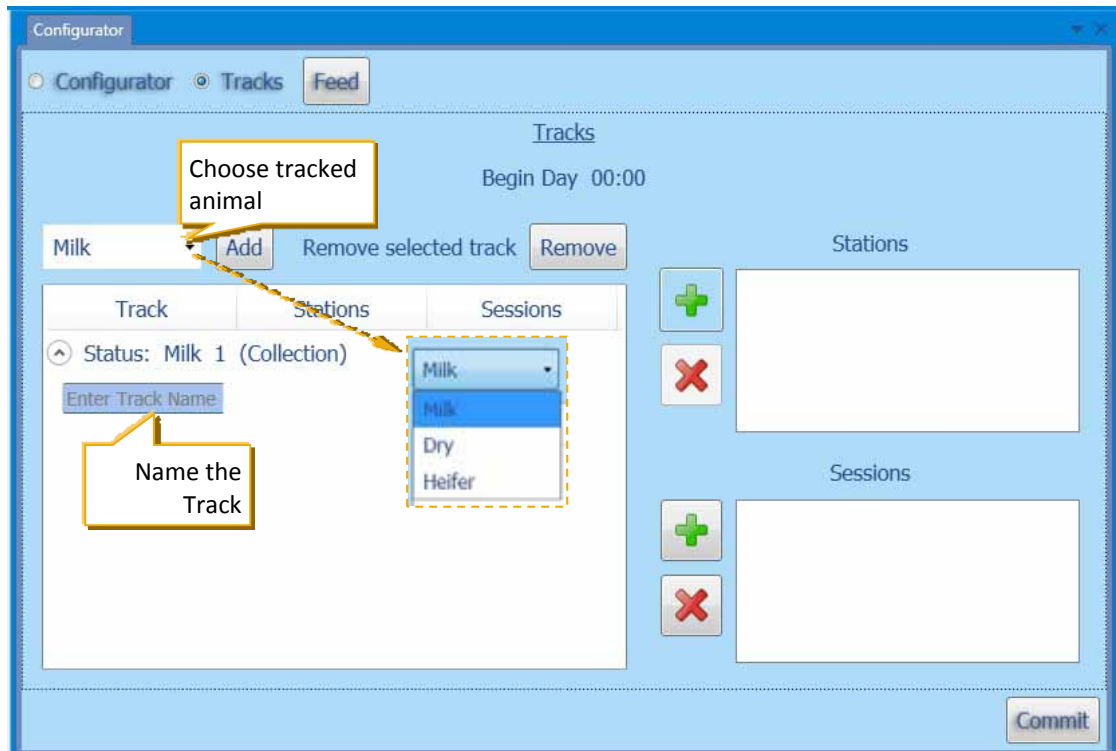 Configurator
Configurator Tracks Feed
Tracks
Begin Day 00:00
Choose tracked
animal
Milk Add Remove selected track Remove
Stations
Track Stations Sessions
Status: Milk 1 (Collection)
Enter Track Name
Milk
Milk
Dry
Heifer
Name the
Track
Sessions
Commit